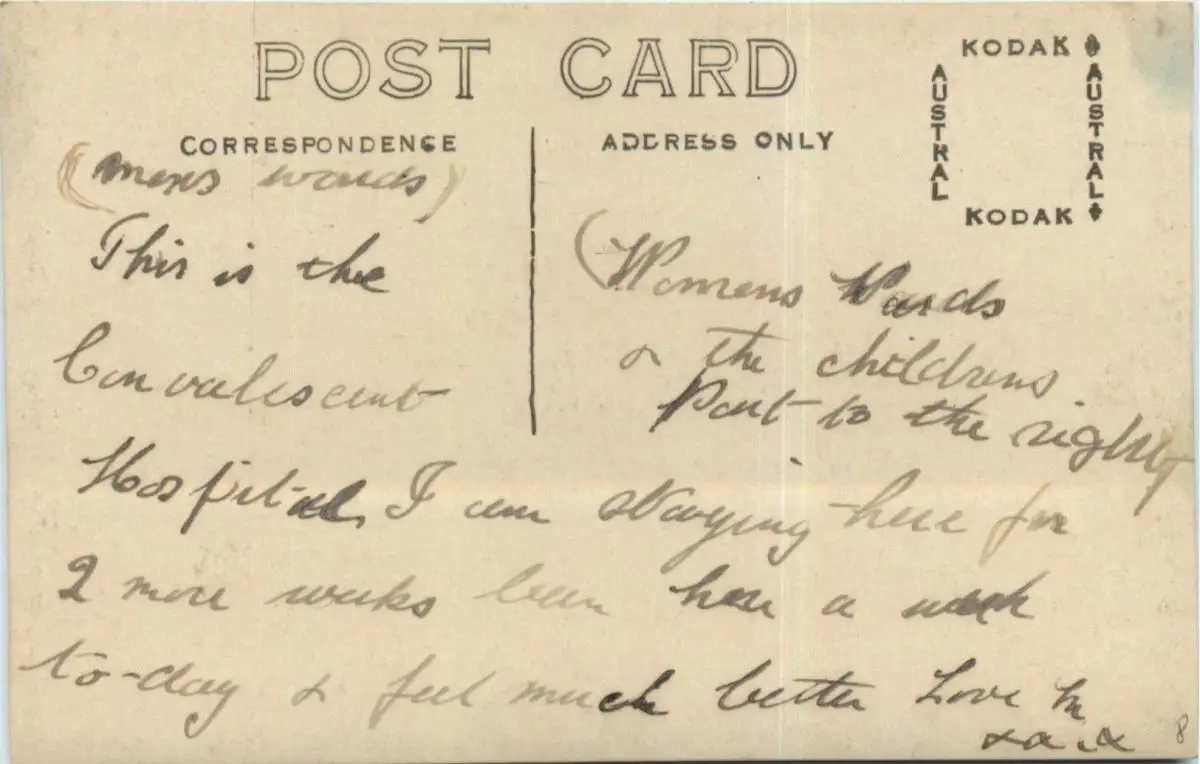 POST CARD
KODAK
AUSTRAL
AUSTRAL
KODAK
CORRESPONDENCE
ADDRESS ONLY
(mens wards)
This is the
Convalescent
(Womens Wards
& the childrens
Part to the right)
Hospital, I am staying here for
2 more weeks been here a week
to-day & feel much better Love
8